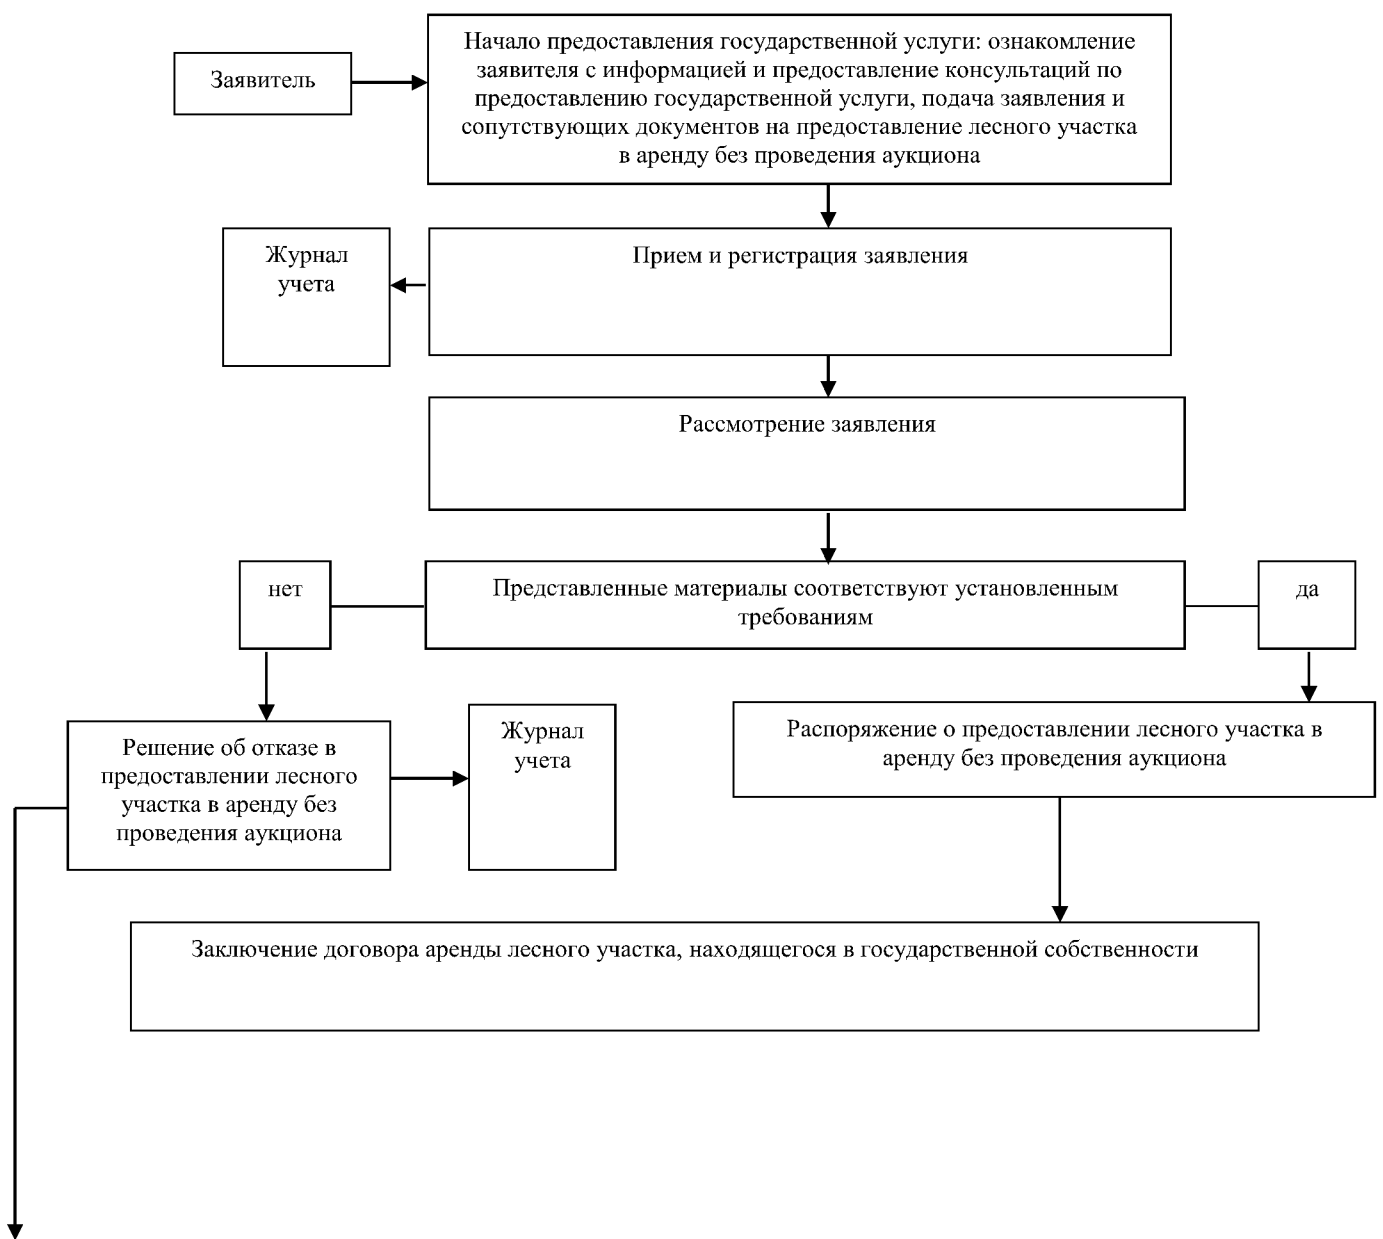 Заявитель
Начало предоставления государственной услуги: ознакомление
заявителя с информацией и предоставление консультаций по
предоставлению государственной услуги, подача заявления и
сопутствующих документов на предоставление лесного участка
в аренду без проведения аукциона
Журнал
учета
Прием и регистрация заявления
Рассмотрение заявления
нет
Представленные материалы соответствуют установленным
требованиям
да
Решение об отказе в
предоставлении лесного
участка в аренду без
проведения аукциона
Журнал
учета
Распоряжение о предоставлении лесного участка в
аренду без проведения аукциона
Заключение договора аренды лесного участка, находящегося в государственной собственности